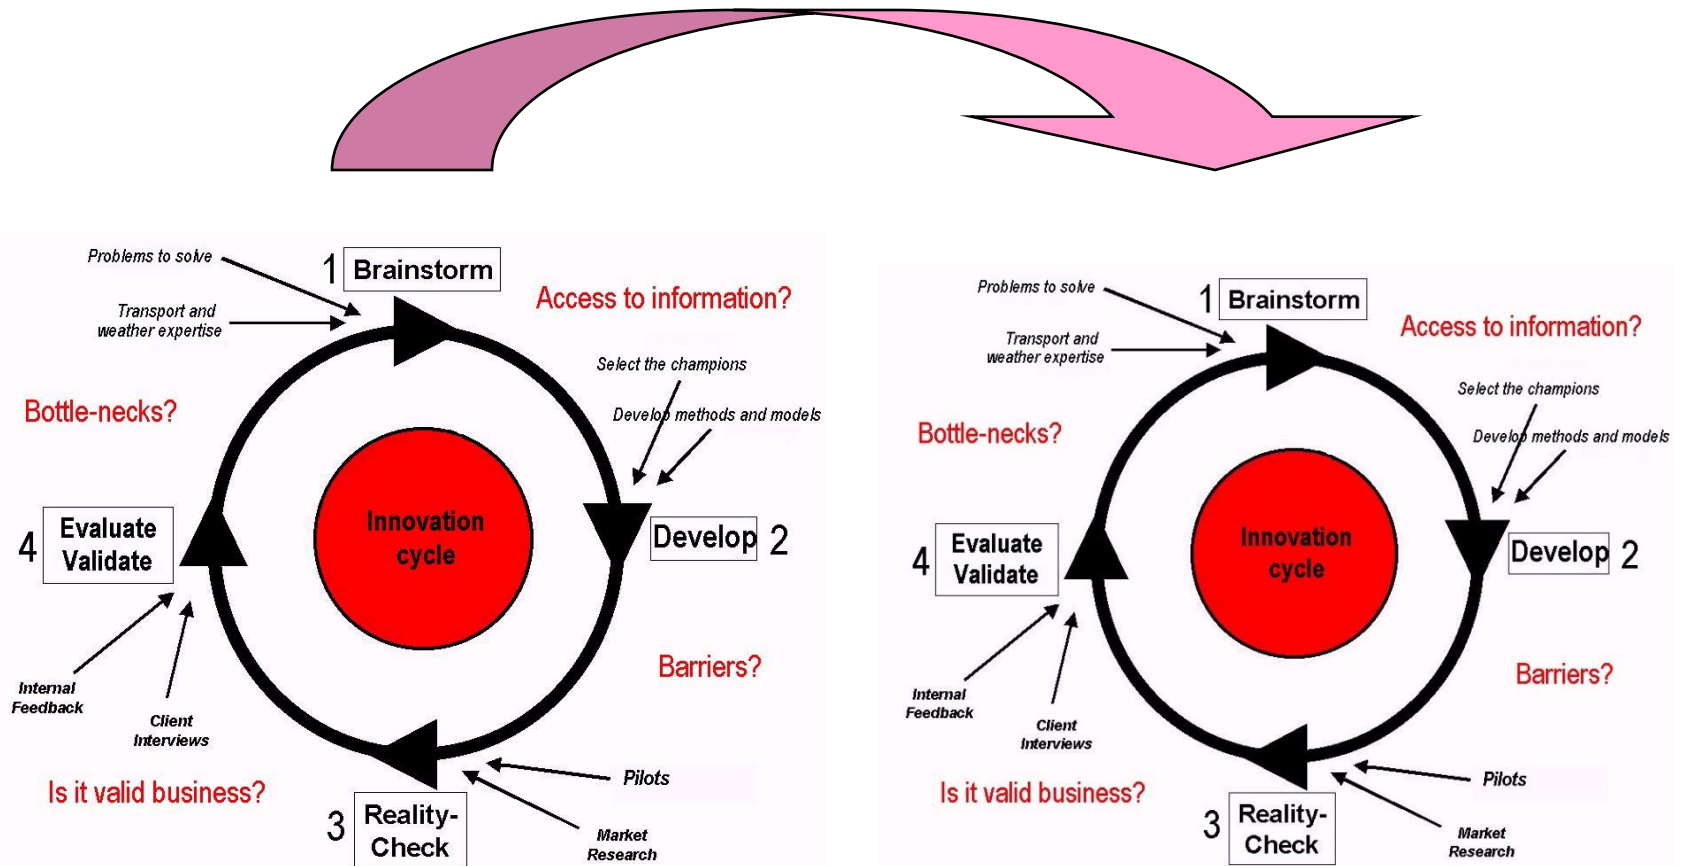 Problems to solve
1 Brainstorm
Transport and
weather expertise
Access to information?
Select the champions
Develop methods and models
Bottle-necks?
Innovation
cycle
4 Evaluate
Validate
Develop 2
Barriers?
Internal
Feedback
Client
Interviews
Is it valid business?
Pilots
3 Reality-
Check
Market
Research
Problems to solve
1 Brainstorm
Transport and
weather expertise
Access to information?
Select the champions
Develop methods and models
Bottle-necks?
Innovation
cycle
4 Evaluate
Validate
Develop 2
Barriers?
Internal
Feedback
Client
Interviews
Is it valid business?
Pilots
3 Reality-
Check
Market
Research